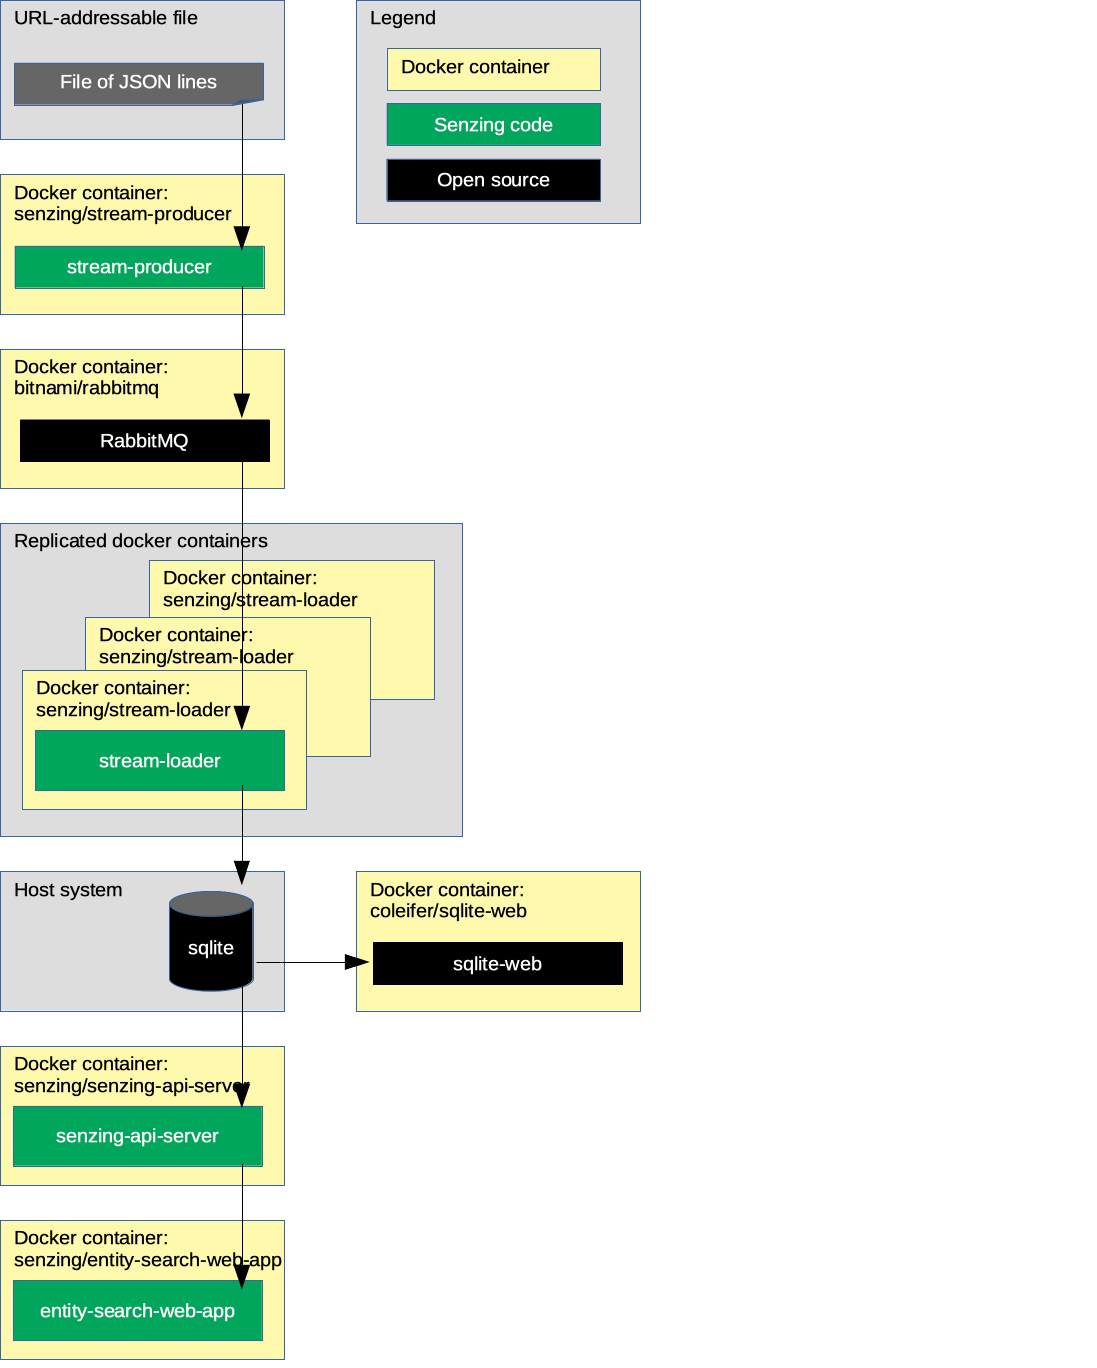 URL-addressable file
File of JSON lines
Legend
Docker container
Senzing code
Open source
Docker container:
senzing/stream-producer
stream-producer
Docker container:
bitnami/rabbitmq
RabbitMQ
Replicated docker containers
Docker container:
senzing/stream-loader
Docker container:
senzing/stream-loader
Docker container:
senzing/stream-loader
stream-loader
Host system
sqlite
Docker container:
coleifer/sqlite-web
sqlite-web
Docker container:
senzing/senzing-api-server
senzing-api-server
Docker container:
senzing/entity-search-web-app
entity-search-web-app